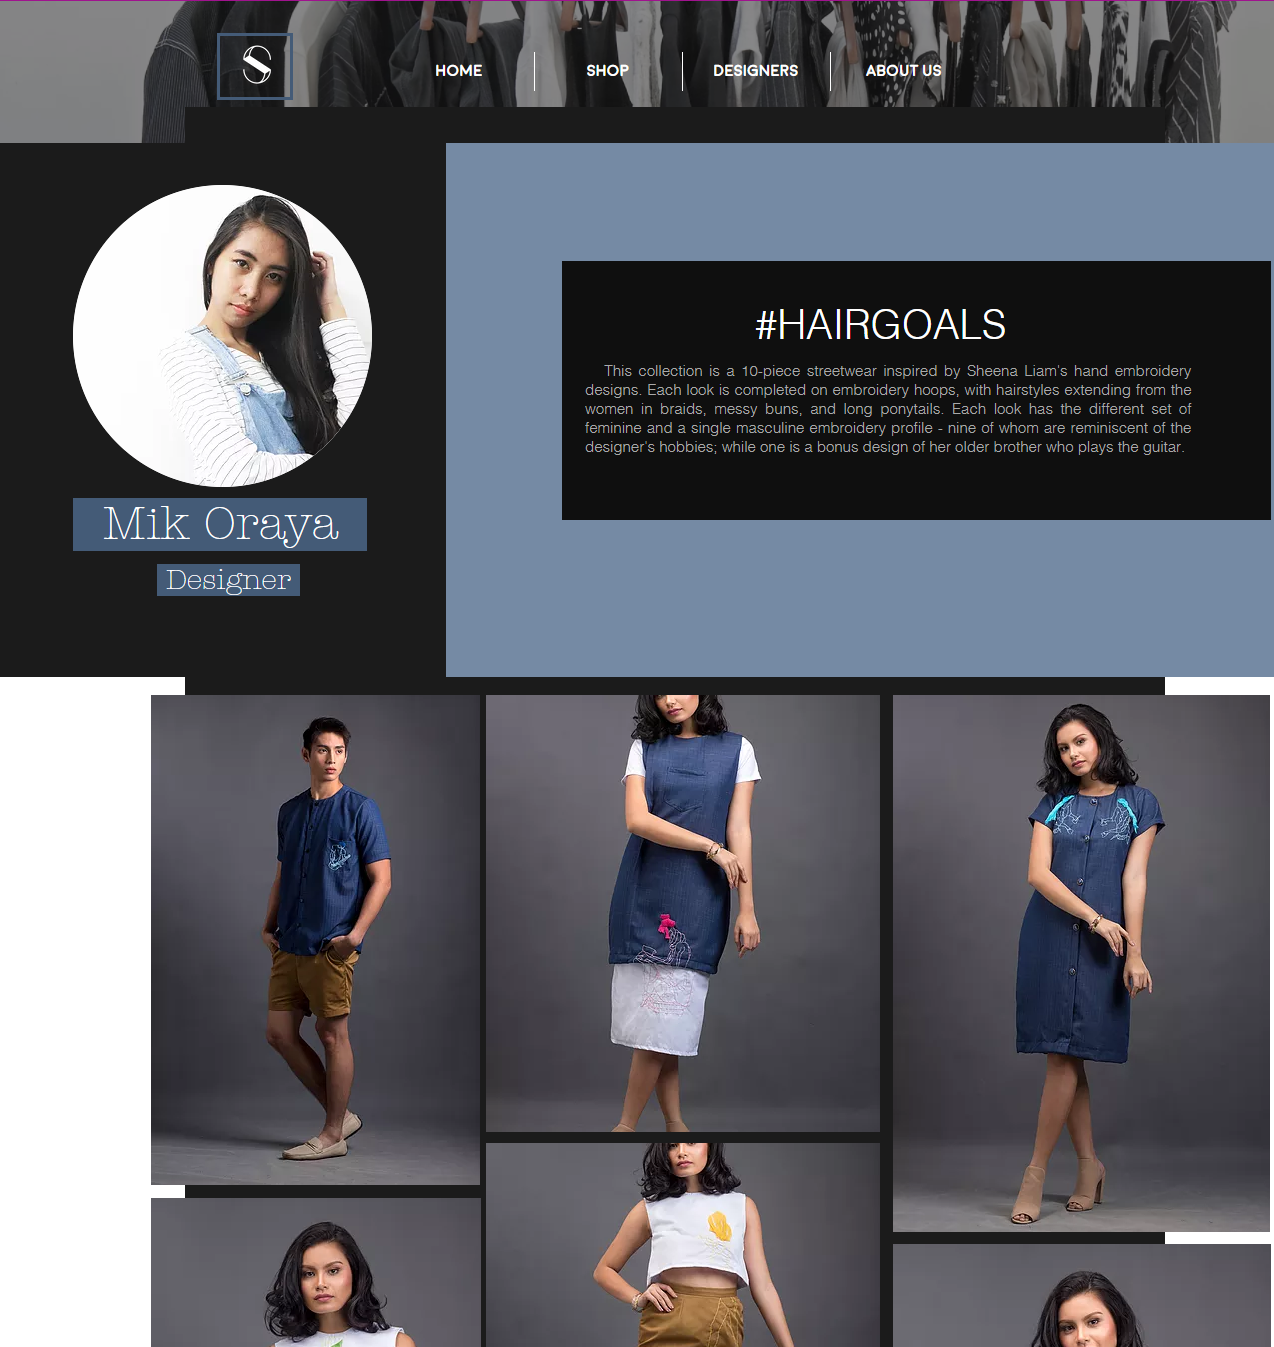 S
HOME
SHOP
DESIGNERS
ABOUT US
#HAIRGOALS
This collection is a 10-piece streetwear inspired by Sheena Liam's hand embroidery
designs. Each look is completed on embroidery hoops, with hairstyles extending from the
women in braids, messy buns, and long ponytails. Each look has the different set of
feminine and a single masculine embroidery profile - nine of whom are reminiscent of the
designer's hobbies; while one is a bonus design of her older brother who plays the guitar.
Mik Oraya
Designer